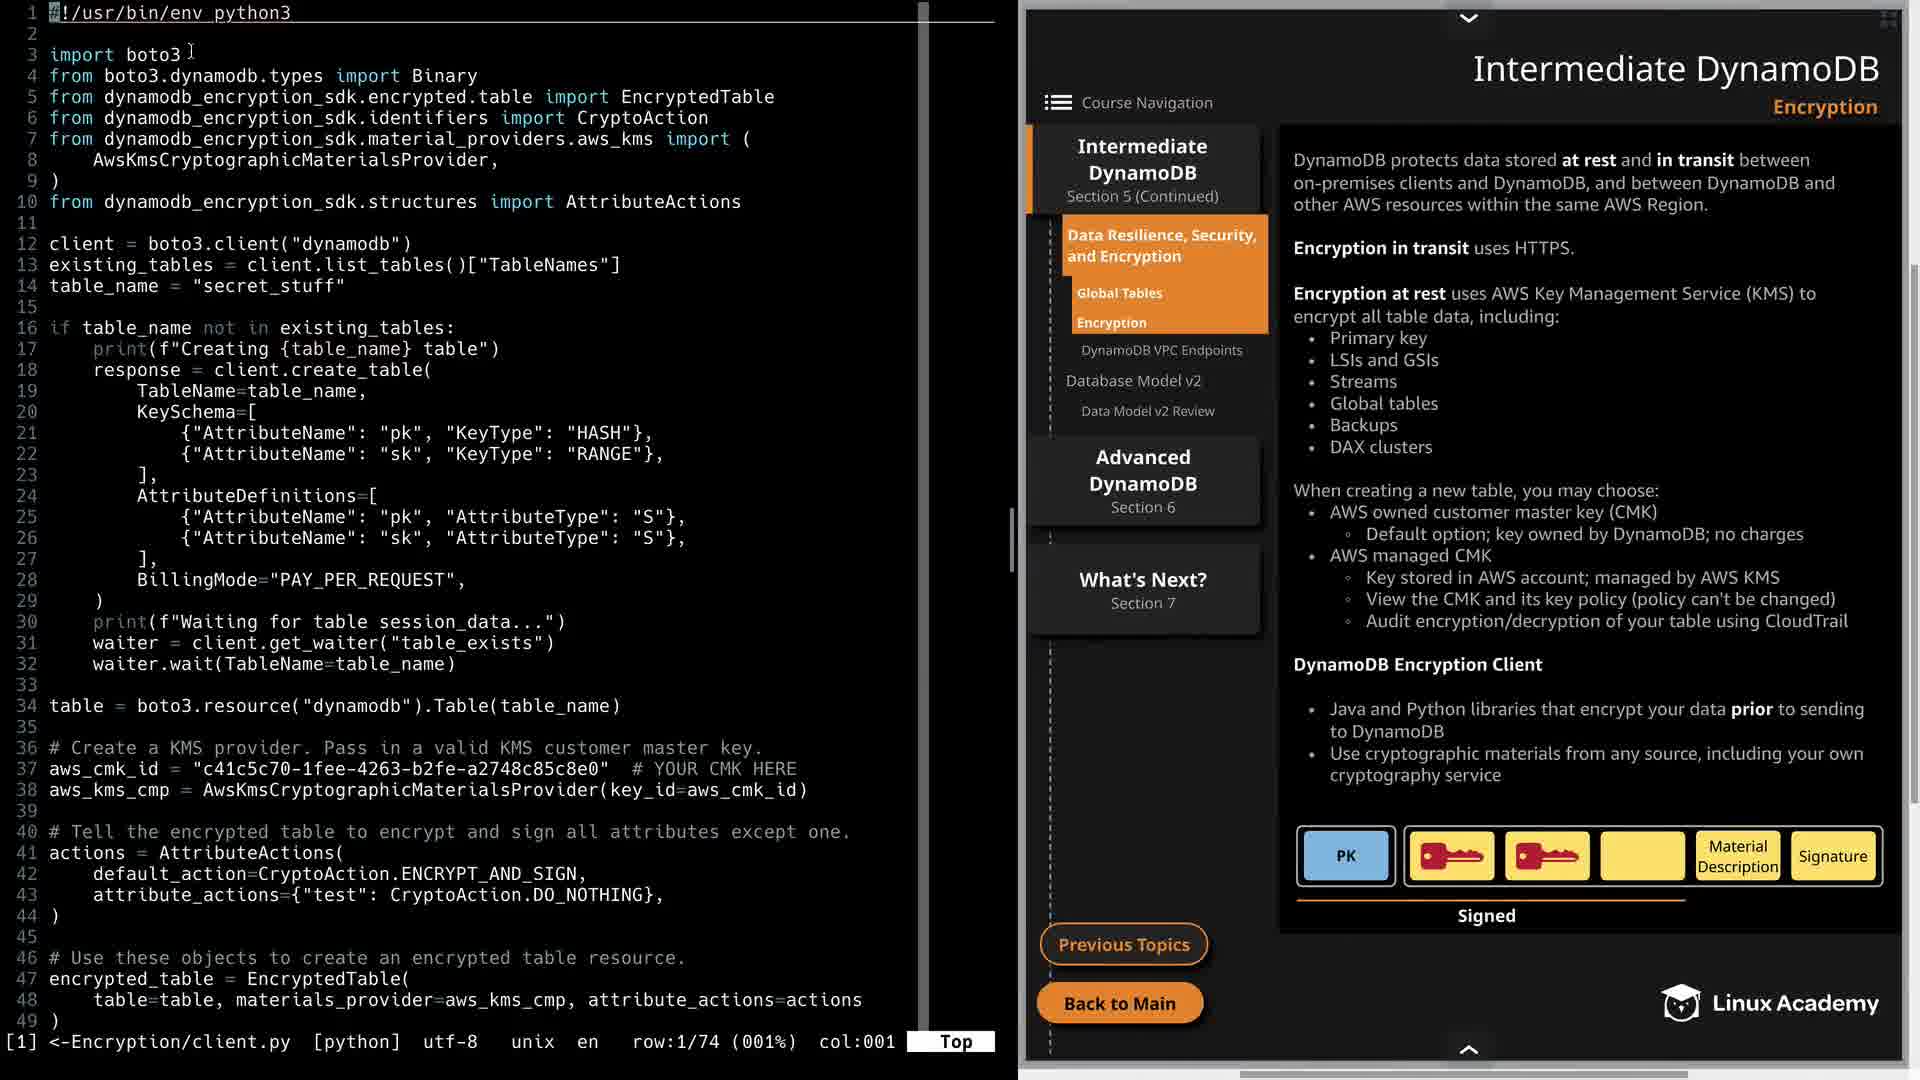 1 #!/usr/bin/env python3
2
3 import boto3
4 from boto3.dynamodb.types import Binary
5 from dynamodb_encryption_sdk.encrypted.table import EncryptedTable
6 from dynamodb_encryption_sdk.identifiers import CryptoAction
7 from dynamodb_encryption_sdk.material_providers.aws_kms import (
8     AwsKmsCryptographicMaterialsProvider,
9 )
10 from dynamodb_encryption_sdk.structures import AttributeActions
11
12 client = boto3.client("dynamodb")
13 existing_tables = client.list_tables()["TableNames"]
14 table_name = "secret_stuff"
15
16 if table_name not in existing_tables:
17     print(f"Creating {table_name} table")
18     response = client.create_table(
19         TableName=table_name,
20         KeySchema=[
21             {"AttributeName": "pk", "KeyType": "HASH"},
22             {"AttributeName": "sk", "KeyType": "RANGE"},
23         ],
24         AttributeDefinitions=[
25             {"AttributeName": "pk", "AttributeType": "S"},
26             {"AttributeName": "sk", "AttributeType": "S"},
27         ],
28         BillingMode="PAY_PER_REQUEST",
29     )
30     print(f"Waiting for table session_data...")
31     waiter = client.get_waiter("table_exists")
32     waiter.wait(TableName=table_name)
33
34 table = boto3.resource("dynamodb").Table(table_name)
35
36 # Create a KMS provider. Pass in a valid KMS customer master key.
37 aws_cmk_id = "c41c5c70-1fee-4263-b2fe-a2748c85c8e0"  # YOUR CMK HERE
38 aws_kms_cmp = AwsKmsCryptographicMaterialsProvider(key_id=aws_cmk_id)
39
40 # Tell the encrypted table to encrypt and sign all attributes except one.
41 actions = AttributeActions(
42     default_action=CryptoAction.ENCRYPT_AND_SIGN,
43     attribute_actions={"test": CryptoAction.DO_NOTHING},
44 )
45
46 # Use these objects to create an encrypted table resource.
47 encrypted_table = EncryptedTable(
48     table=table, materials_provider=aws_kms_cmp, attribute_actions=actions
49 )
[1] <-Encryption/client.py  [python]  utf-8   unix  en   row:1/74 (001%)  col:001   Top
Intermediate DynamoDB
Encryption
Course Navigation
Intermediate
DynamoDB
Section 5 (Continued)
Data Resilience, Security,
and Encryption
Global Tables
Encryption
DynamoDB VPC Endpoints
Database Model v2
Data Model v2 Review
Advanced
DynamoDB
Section 6
What's Next?
Section 7
Previous Topics
Back to Main
DynamoDB protects data stored at rest and in transit between
on-premises clients and DynamoDB, and between DynamoDB and
other AWS resources within the same AWS Region.
Encryption in transit uses HTTPS.
Encryption at rest uses AWS Key Management Service (KMS) to
encrypt all table data, including:
• Primary key
• LSIs and GSIs
• Streams
• Global tables
• Backups
• DAX clusters
When creating a new table, you may choose:
• AWS owned customer master key (CMK)
◦ Default option; key owned by DynamoDB; no charges
• AWS managed CMK
◦ Key stored in AWS account; managed by AWS KMS
◦ View the CMK and its key policy (policy can't be changed)
◦ Audit encryption/decryption of your table using CloudTrail
DynamoDB Encryption Client
• Java and Python libraries that encrypt your data prior to sending
to DynamoDB
• Use cryptographic materials from any source, including your own
cryptography service
PK
Material
Description
Signature
Signed
Linux Academy